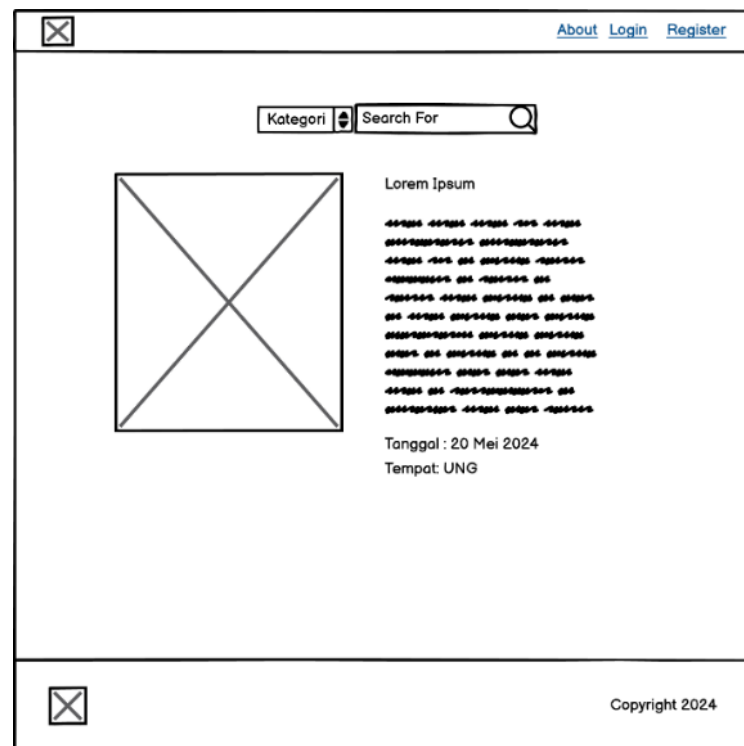 About Login Register
Kategori Search For
Lorem Ipsum
Tanggal : 20 Mei 2024
Tempat: UNG
Copyright 2024